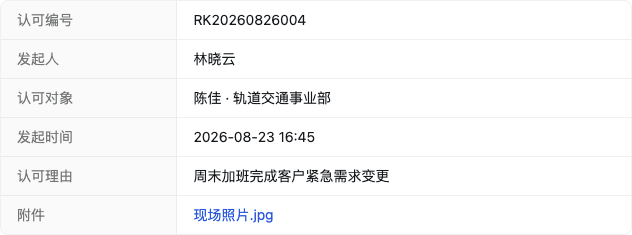 认可编号 RK20260826004
发起人 林晓云
认可对象 陈佳 · 轨道交通事业部
发起时间 2026-08-23 16:45
认可理由 周末加班完成客户紧急需求变更
附件 现场照片.jpg